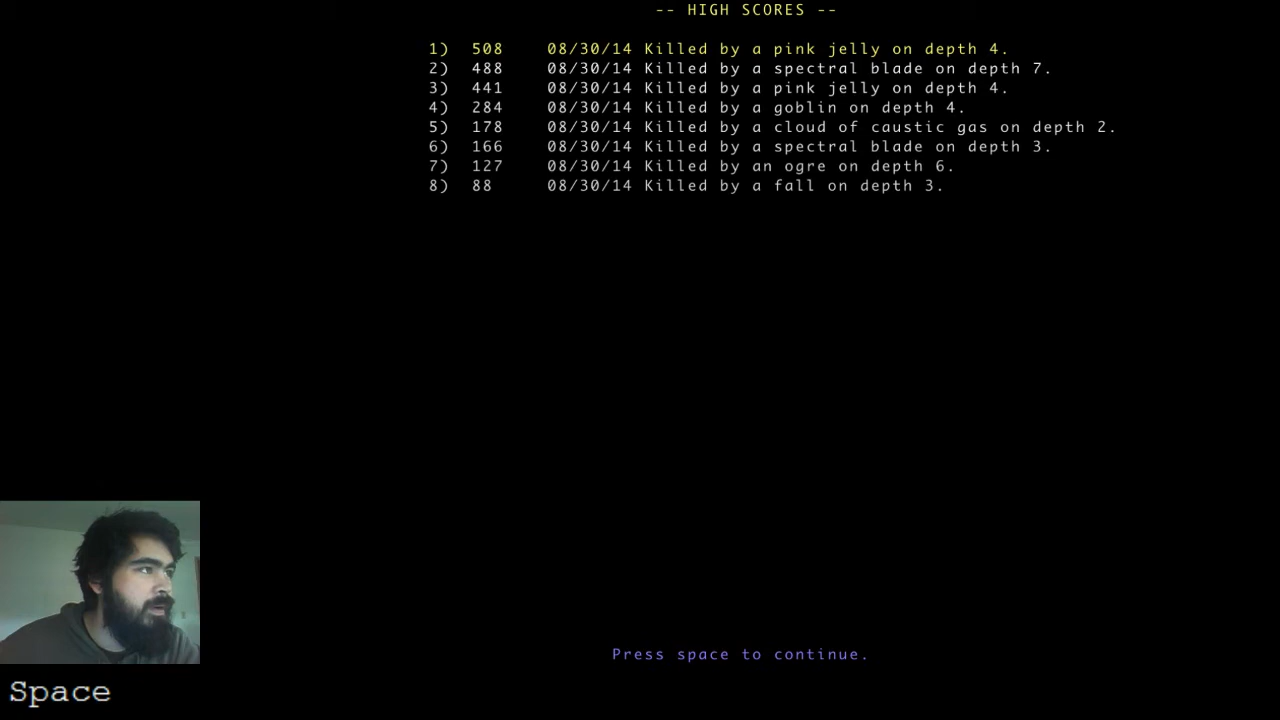 -- HIGH SCORES --
1) 508 08/30/14 Killed by a pink jelly on depth 4.
2) 488 08/30/14 Killed by a spectral blade on depth 7.
3) 441 08/30/14 Killed by a pink jelly on depth 4.
4) 284 08/30/14 Killed by a goblin on depth 4.
5) 178 08/30/14 Killed by a cloud of caustic gas on depth 2.
6) 166 08/30/14 Killed by a spectral blade on depth 3.
7) 127 08/30/14 Killed by an ogre on depth 6.
8) 88 08/30/14 Killed by a fall on depth 3.
Press space to continue.
Space